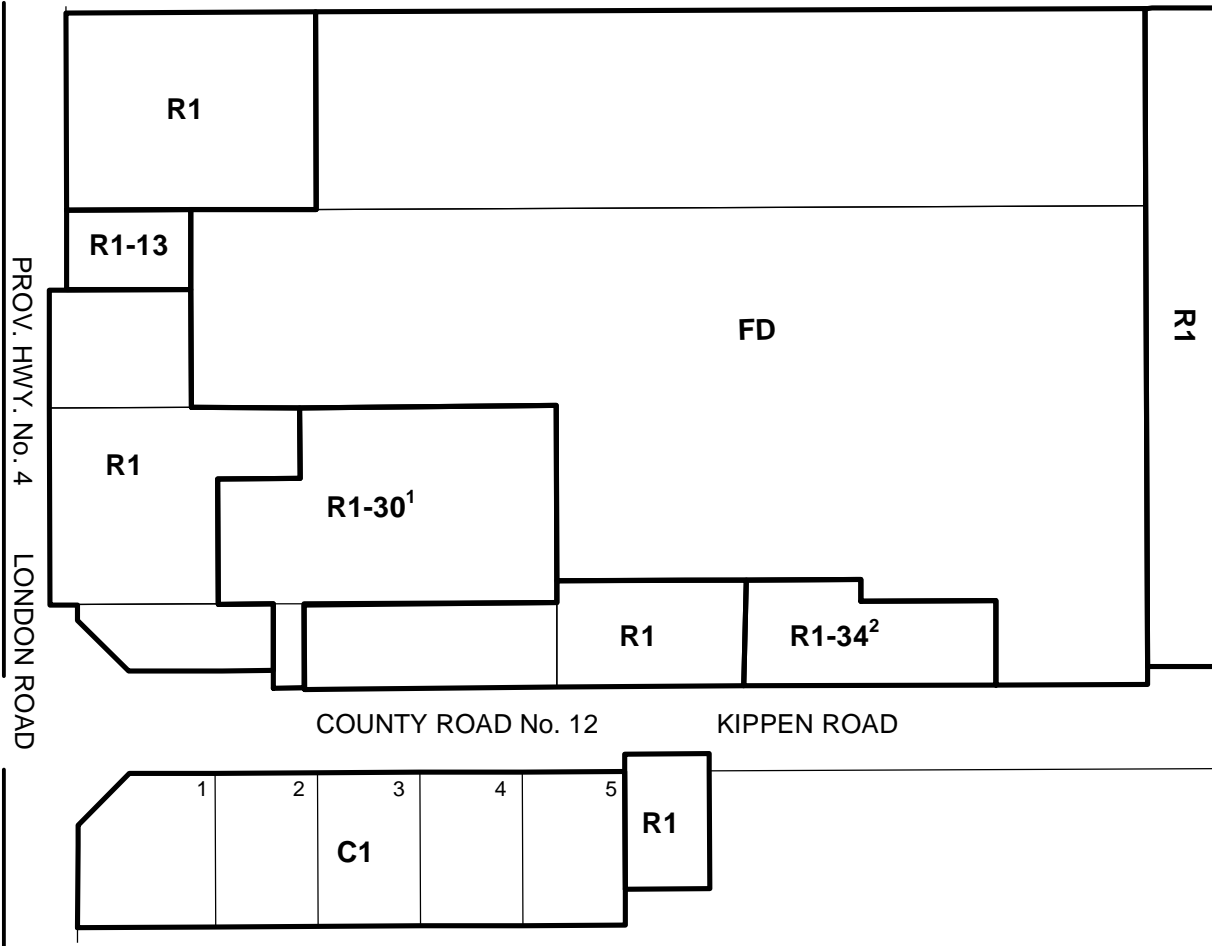 R1
R1-13
FD
R1
PROV. HWY. No. 4 LONDON ROAD
R1
R1-30¹
R1
R1-34²
COUNTY ROAD No. 12 KIPPEN ROAD
1 2 3 4 5
R1
C1